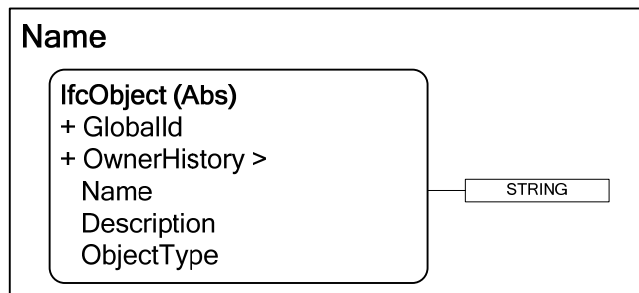 Name
IfcObject (Abs)
+ GlobalId
+ OwnerHistory >
Name
Description
ObjectType
STRING